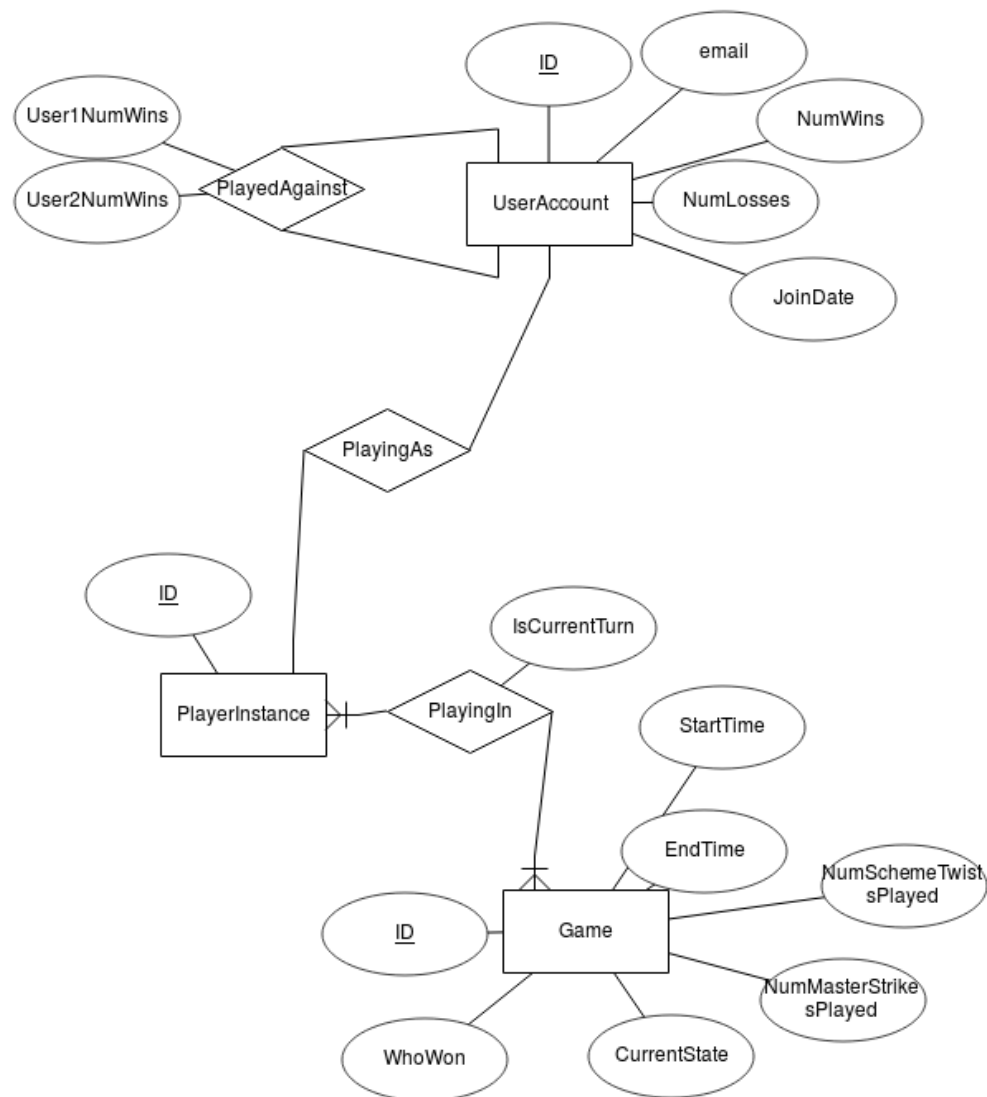 ID
email
User1NumWins
NumWins
PlayedAgainst
User2NumWins
UserAccount
NumLosses
JoinDate
PlayingAs
ID
IsCurrentTurn
PlayerInstance
PlayingIn
StartTime
EndTime
NumSchemeTwist
sPlayed
ID
Game
NumMasterStrike
sPlayed
WhoWon
CurrentState